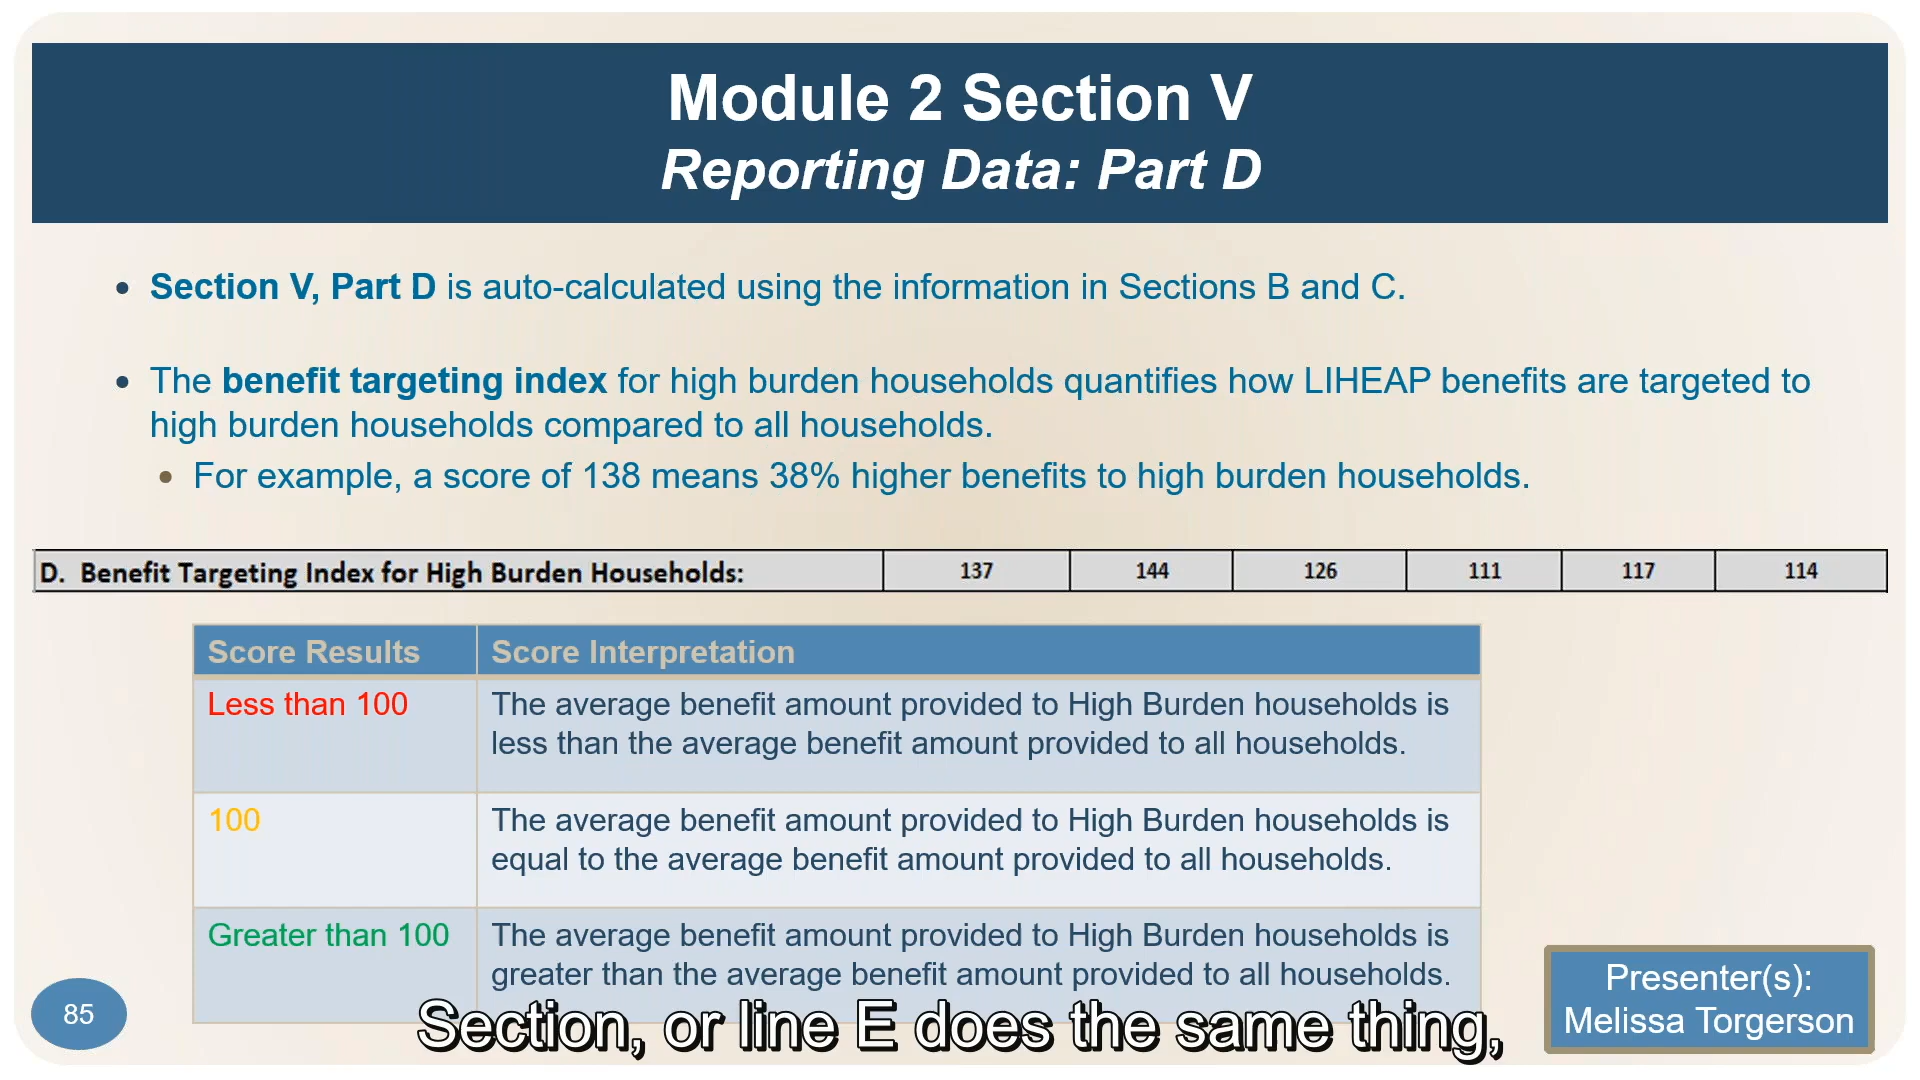 Module 2 Section V
Reporting Data: Part D
• Section V, Part D is auto-calculated using the information in Sections B and C.
• The benefit targeting index for high burden households quantifies how LIHEAP benefits are targeted to
high burden households compared to all households.
• For example, a score of 138 means 38% higher benefits to high burden households.
D. Benefit Targeting Index for High Burden Households: 137 144 126 111 117 114
Score Results Score Interpretation
Less than 100 The average benefit amount provided to High Burden households is
less than the average benefit amount provided to all households.
100 The average benefit amount provided to High Burden households is
equal to the average benefit amount provided to all households.
Greater than 100 The average benefit amount provided to High Burden households is
greater than the average benefit amount provided to all households.
Presenter(s):
Melissa Torgerson
85
Section, or line E does the same thing,